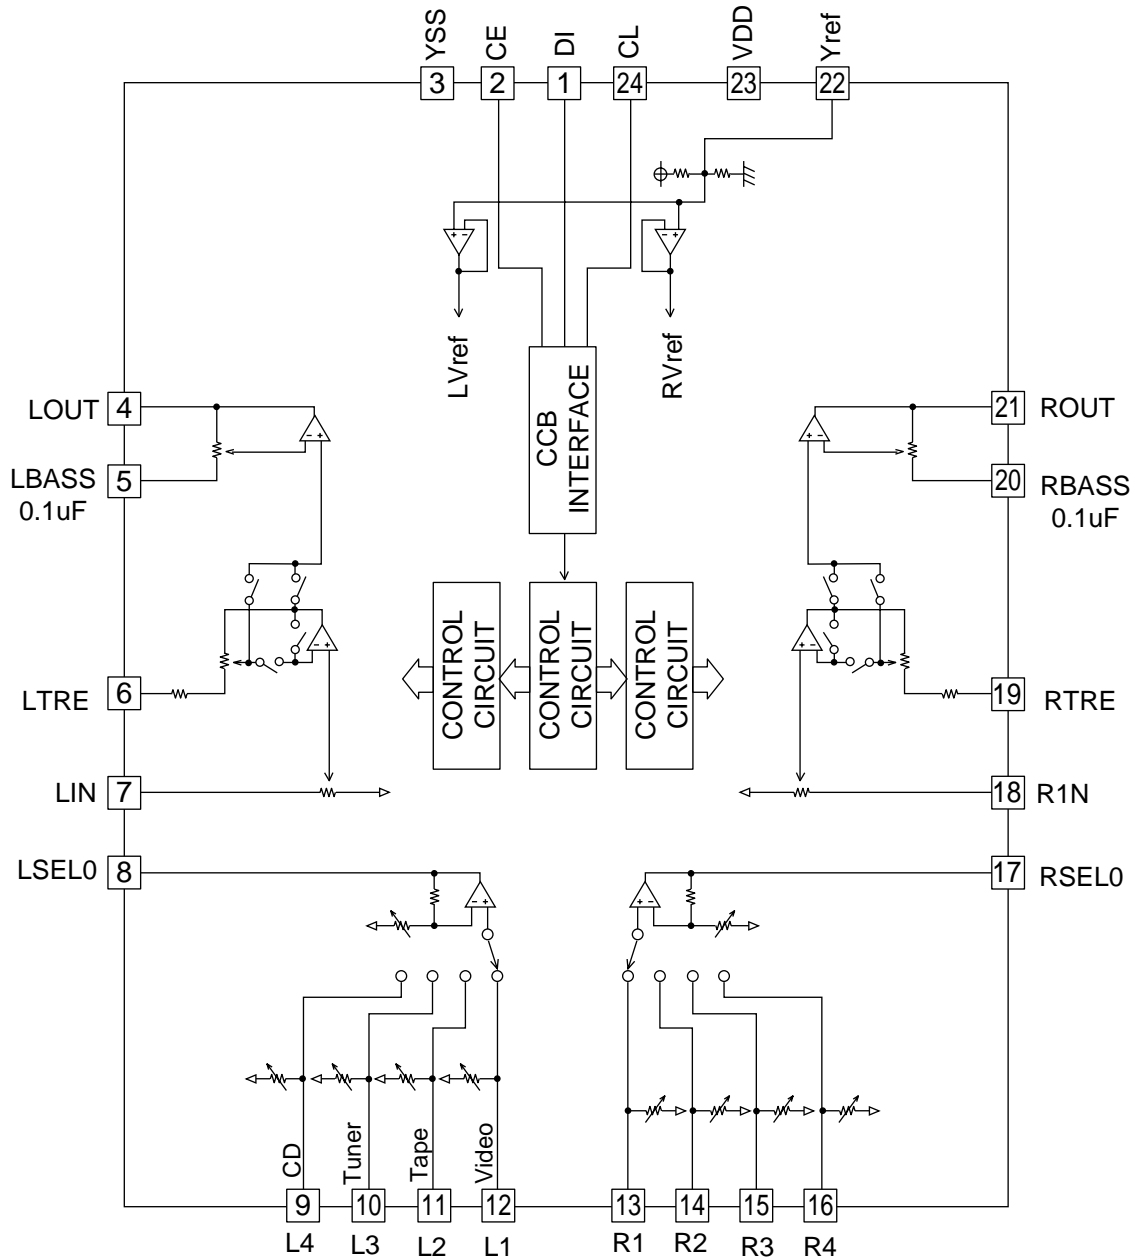 YSS
CE
DI
CL
VDD
Yref
3
2
1
24
23
22
+ -
- +
LVref
RVref
CCB
INTERFACE
LOUT
4
- +
LBASS
5
0.1uF
- +
21
ROUT
20
RBASS
0.1uF
- +
- +
CONTROL
CIRCUIT
CONTROL
CIRCUIT
CONTROL
CIRCUIT
LTRE
6
19
RTRE
LIN
7
18
R1N
LSEL0
8
17
RSEL0
- +
+ -
CD
Tuner
Tape
Video
9
10
11
12
13
14
15
16
L4
L3
L2
L1
R1
R2
R3
R4